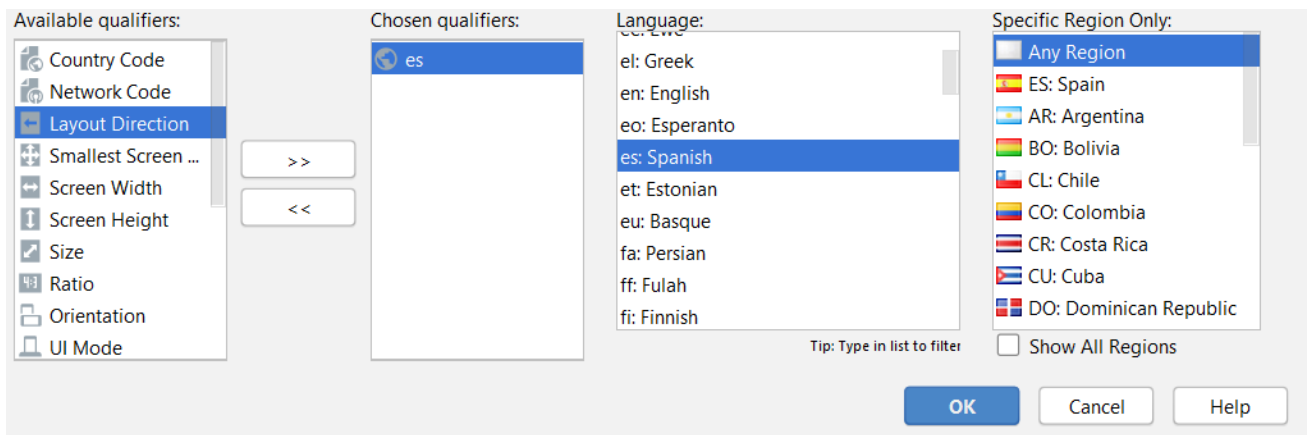 Available qualifiers:
Country Code
Network Code
Layout Direction
Smallest Screen ...
Screen Width
Screen Height
Size
Ratio
Orientation
UI Mode
>>
<<
Chosen qualifiers:
es
Language:
ee: Ewe
el: Greek
en: English
eo: Esperanto
es: Spanish
et: Estonian
eu: Basque
fa: Persian
ff: Fulah
fi: Finnish
Tip: Type in list to filter
Specific Region Only:
Any Region
ES: Spain
AR: Argentina
BO: Bolivia
CL: Chile
CO: Colombia
CR: Costa Rica
CU: Cuba
DO: Dominican Republic
Show All Regions
OK
Cancel
Help